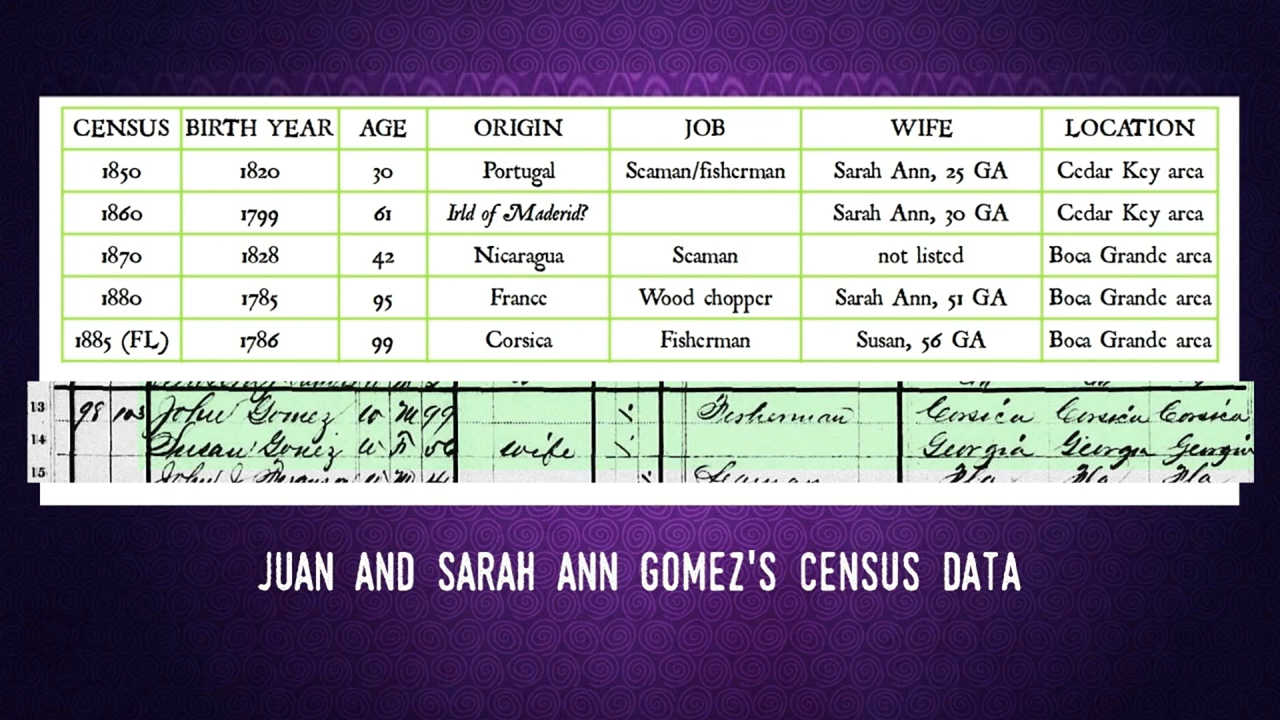 CENSUS BIRTH YEAR AGE ORIGIN JOB WIFE LOCATION
1850 1820 30 Portugal Seaman/fisherman Sarah Ann, 25 GA Cedar Key area
1860 1799 61 Irld of Maderid? Sarah Ann, 30 GA Cedar Key area
1870 1828 42 Nicaragua Seaman not listed Boca Grande area
1880 1785 95 France Wood chopper Sarah Ann, 51 GA Boca Grande area
1885 (FL) 1786 99 Corsica Fisherman Susan, 56 GA Boca Grande area
13 98 103 John Gomez W M 99 Fisherman Corsica Corsica Corsica
14 Susan Gomez W F 56 wife Georgia Georgia Georgia
15 John Seaman Fla Fla Fla
JUAN AND SARAH ANN GOMEZ'S CENSUS DATA